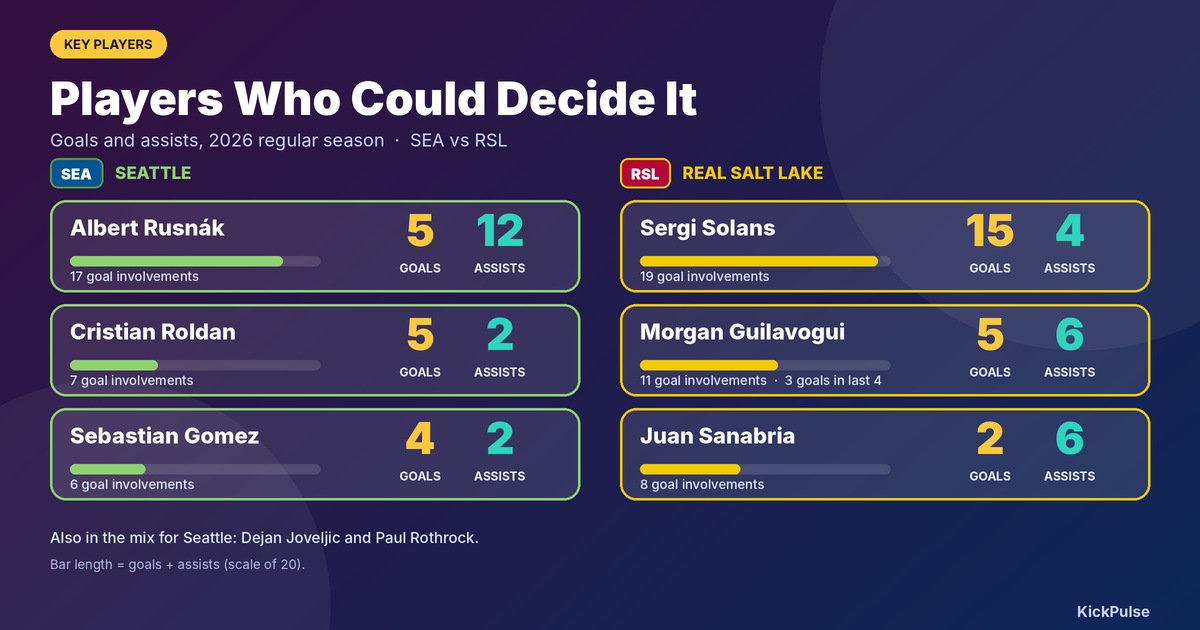 KEY PLAYERS
Players Who Could Decide It
Goals and assists, 2026 regular season · SEA vs RSL
SEA SEATTLE
Albert Rusnák
5 12
GOALS ASSISTS
17 goal involvements
Cristian Roldan
5 2
GOALS ASSISTS
7 goal involvements
Sebastian Gomez
4 2
GOALS ASSISTS
6 goal involvements
RSL REAL SALT LAKE
Sergi Solans
15 4
GOALS ASSISTS
19 goal involvements
Morgan Guilavogui
5 6
GOALS ASSISTS
11 goal involvements · 3 goals in last 4
Juan Sanabria
2 6
GOALS ASSISTS
8 goal involvements
Also in the mix for Seattle: Dejan Joveljic and Paul Rothrock.
Bar length = goals + assists (scale of 20).
KickPulse